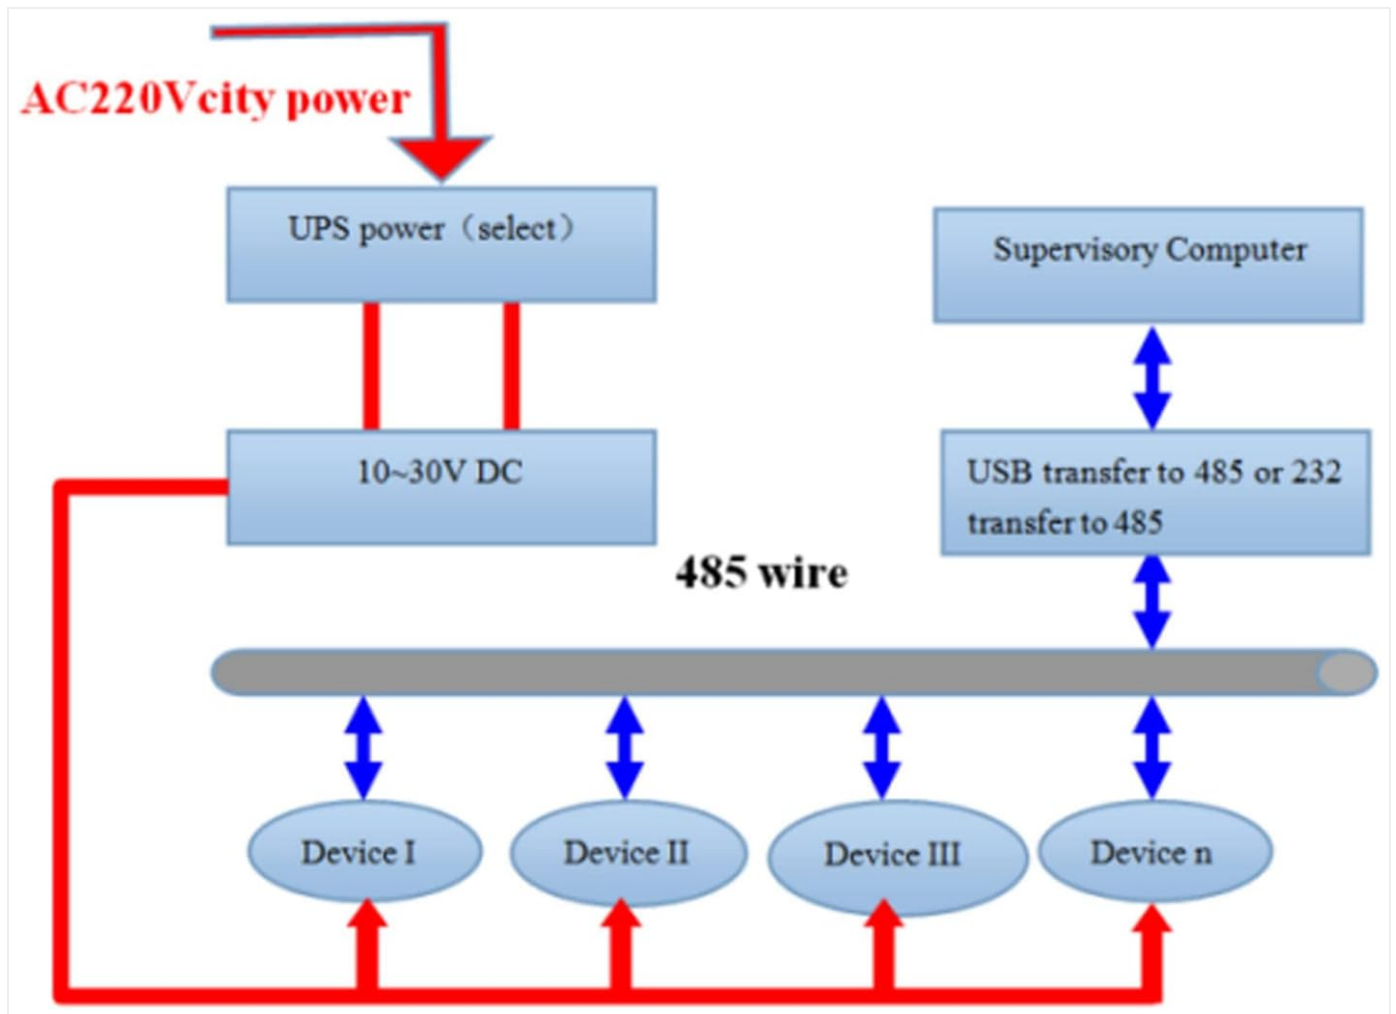 AC220Vcity power
UPS power（select）
Supervisory Computer
10~30V DC
USB transfer to 485 or 232
transfer to 485
485 wire
Device I
Device II
Device III
Device n